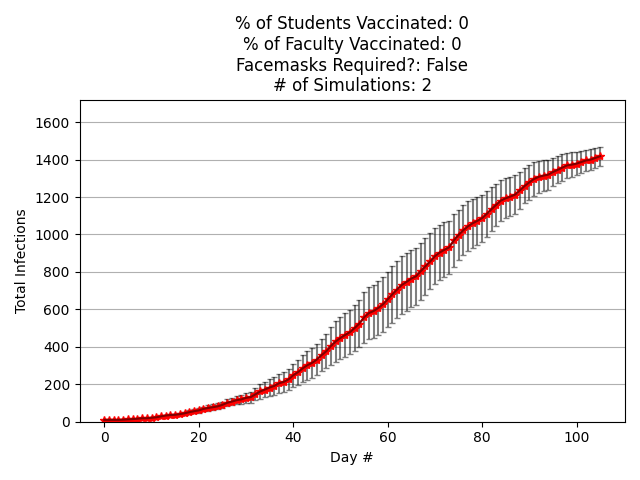 % of Students Vaccinated: 0
% of Faculty Vaccinated: 0
Facemasks Required?: False
# of Simulations: 2
1600
1400
1200
1000
800
600
400
200
0
Total Infections
0 20 40 60 80 100
Day #